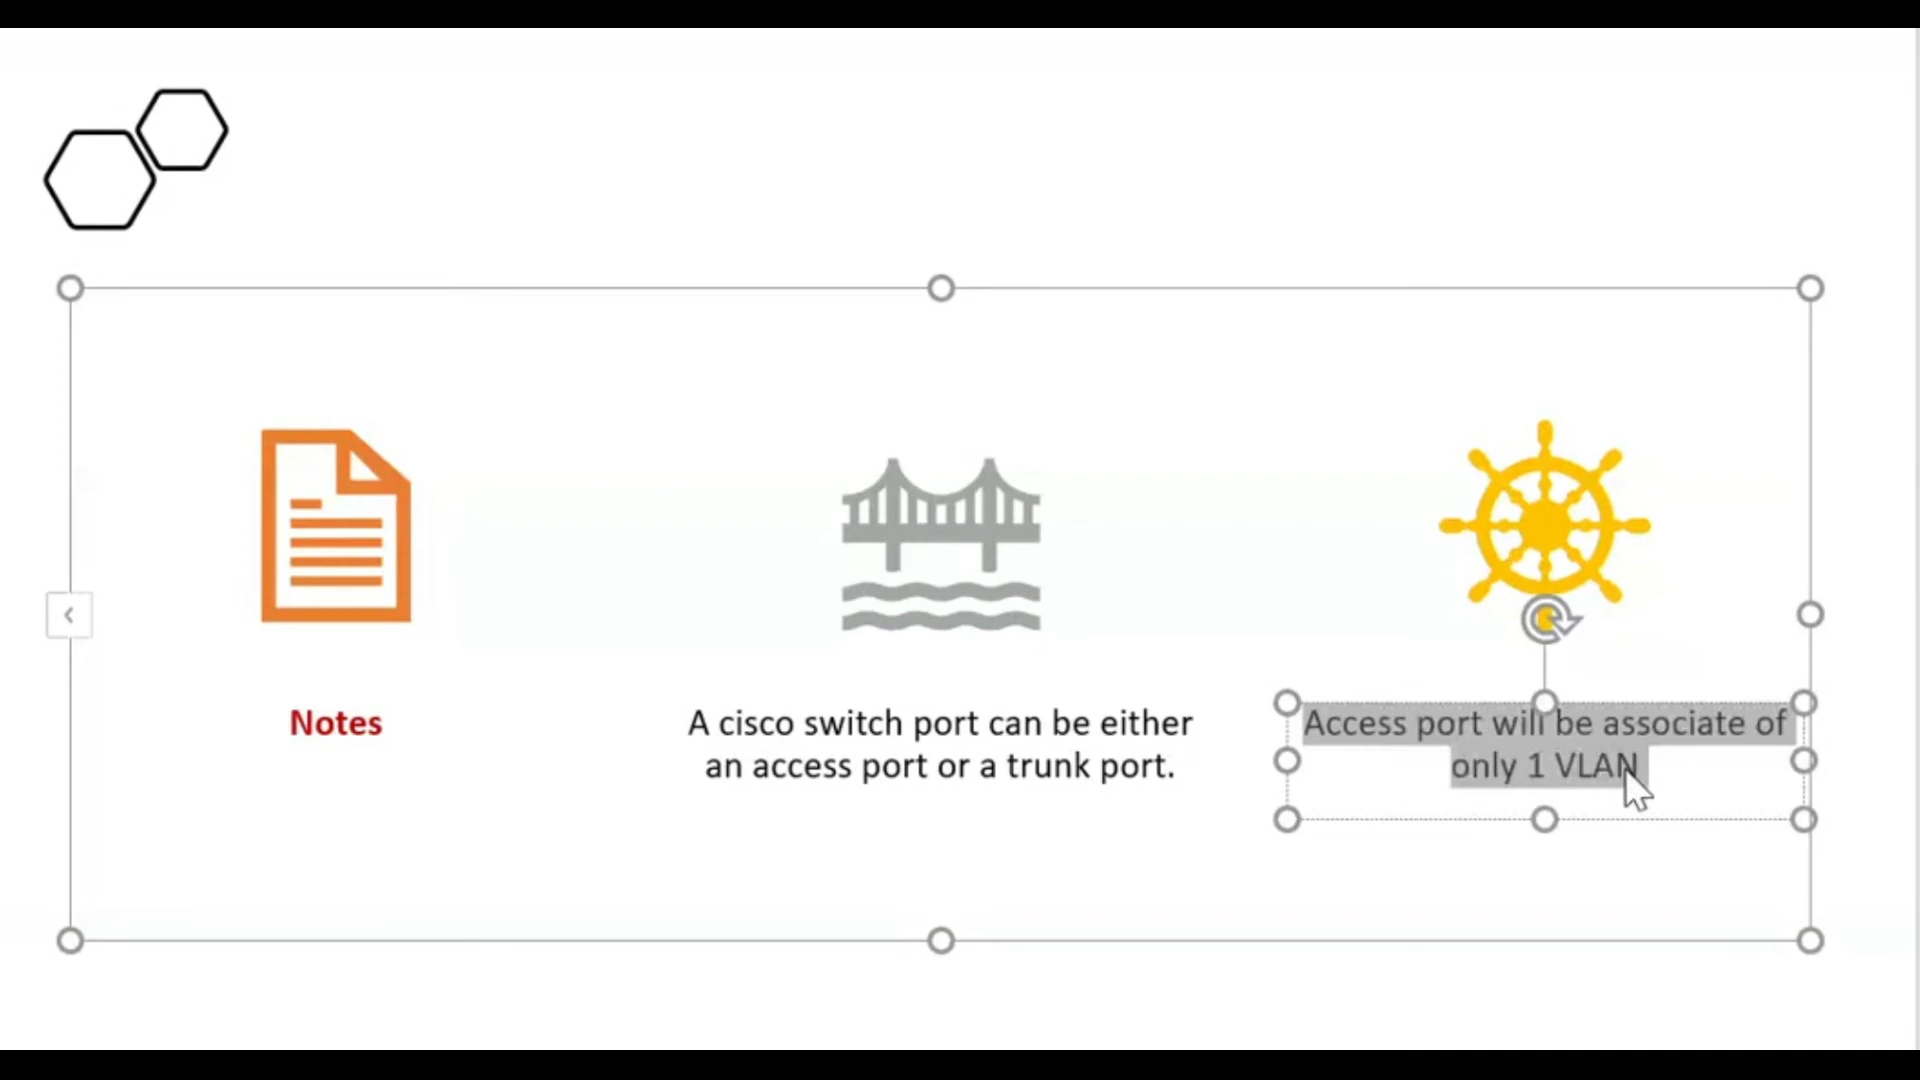 Notes
A cisco switch port can be either
an access port or a trunk port.
Access port will be associate of
only 1 VLAN